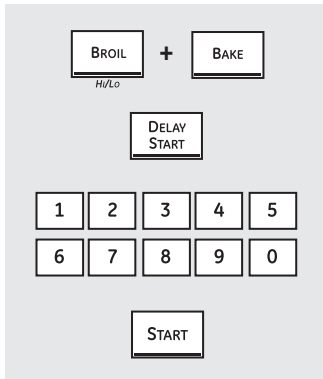 BROIL + BAKE
HI/LO
DELAY
START
1 2 3 4 5
6 7 8 9 0
START